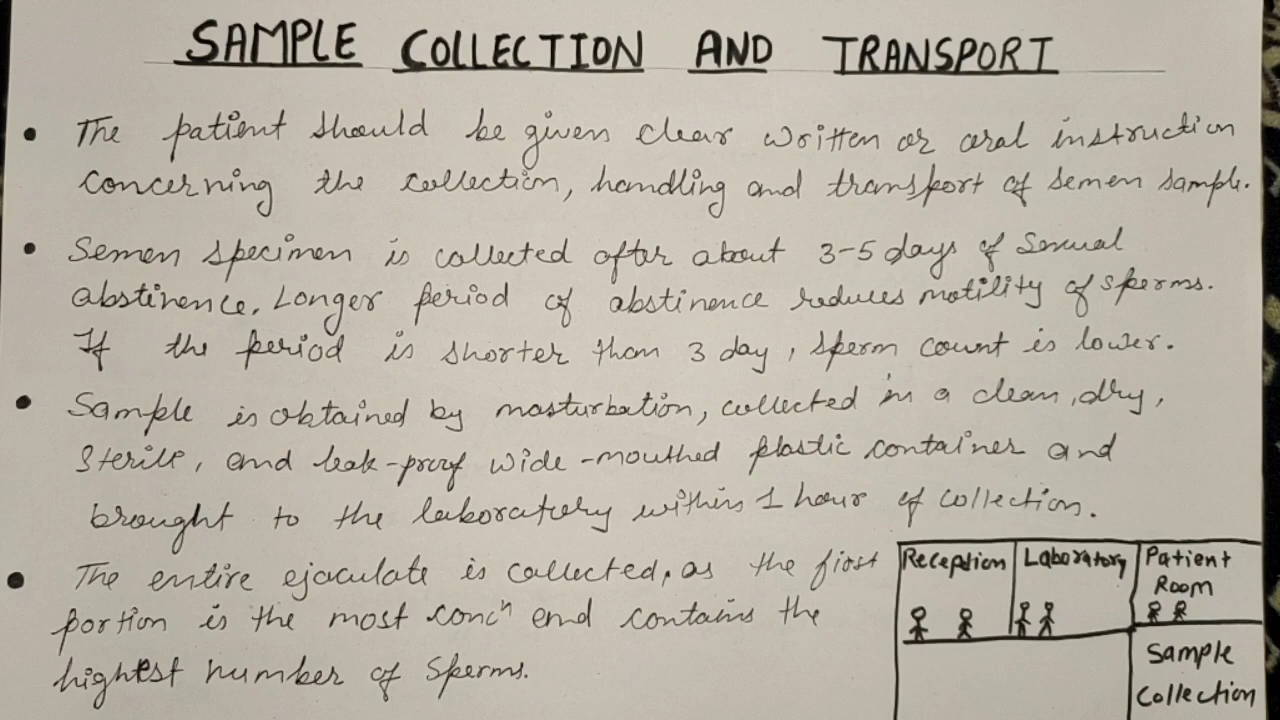 SAMPLE COLLECTION AND TRANSPORT
• The patient should be given clear written or oral instruction
concerning the collection, handling and transport of semen sample.
• Semen specimen is collected after about 3-5 days of Sexual
abstinence. Longer period of abstinence reduces motility of sperms.
If the period is shorter than 3 day, sperm count is lower.
• Sample is obtained by masturbation, collected in a clean, dry,
Sterile, and leak-proof wide-mouthed plastic container and
brought to the laboratory within 1 hour of collection.
• The entire ejaculate is collected, as the first
portion is the most concⁿ end contains the
highest number of Sperms.
Reception
Laboratory
Patient
Room
Sample
Collection